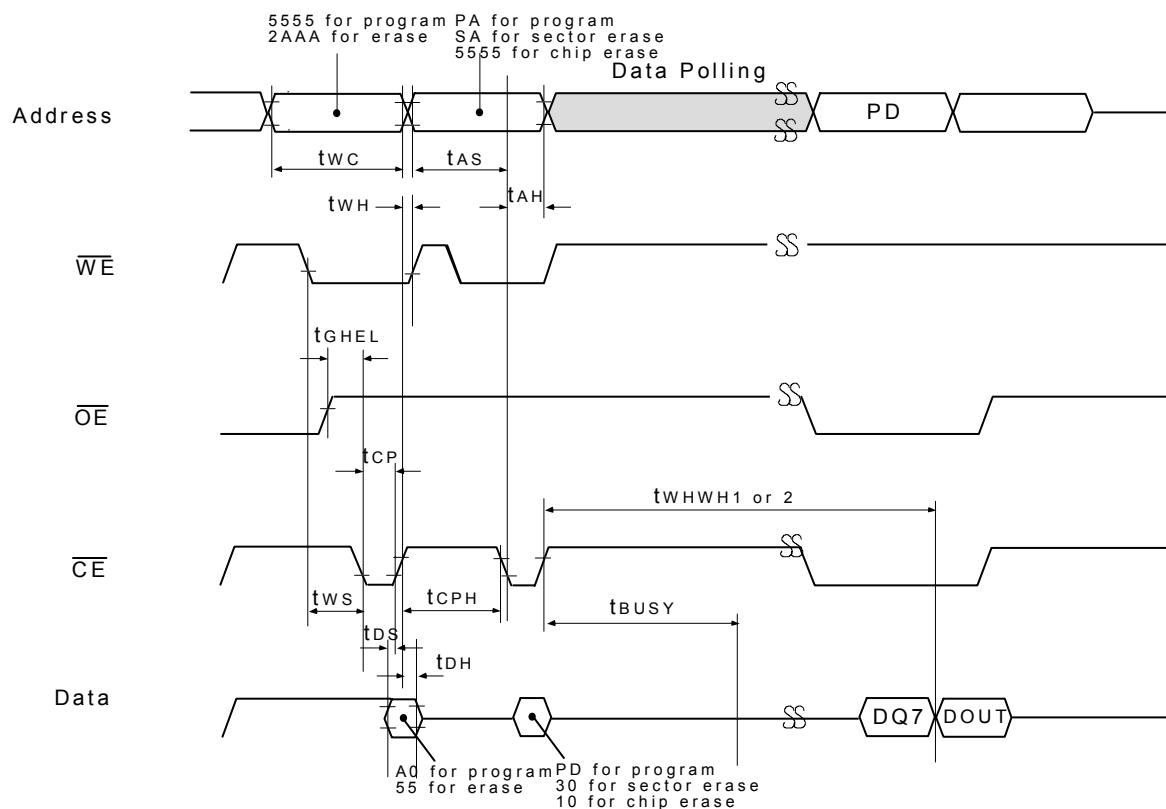 5555 for program
2AAA for erase
PA for program
SA for sector erase
5555 for chip erase
Data Polling
Address
PD
tWC
tAS
tAH
tWH
WE
tGHEL
OE
tCP
tWHWH1 or 2
CE
tWS
tCPH
tBUSY
tDS
tDH
Data
DQ7
DOUT
A0 for program
55 for erase
PD for program
30 for sector erase
10 for chip erase